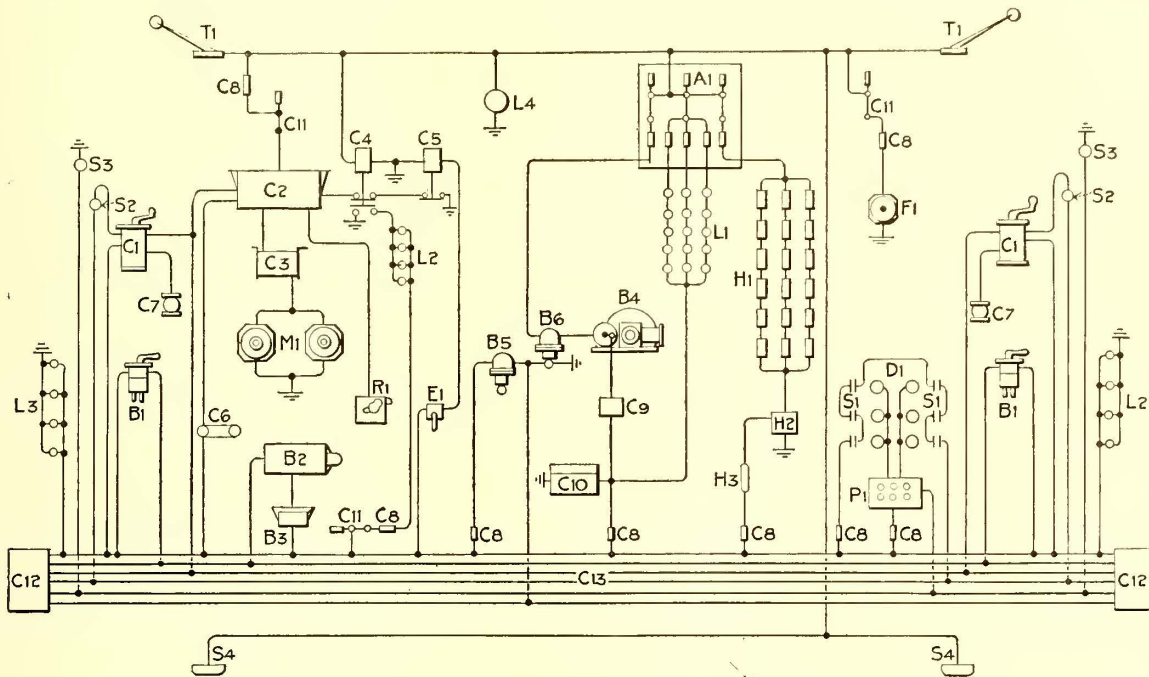 T1
T1
C8
C11
L4
A1
C11
C8
C4
C5
S3
S3
C2
S2
S2
F1
C1
C1
L1
L2
C3
H1
C7
C7
B4
B6
M1
B5
D1
S1
S1
R1
E1
B1
B1
L3
L2
C9
C6
H2
B2
C10
H3
P1
B3
C11
C8
C8
C8
C8
C8
C8
C12
C13
C12
S4
S4